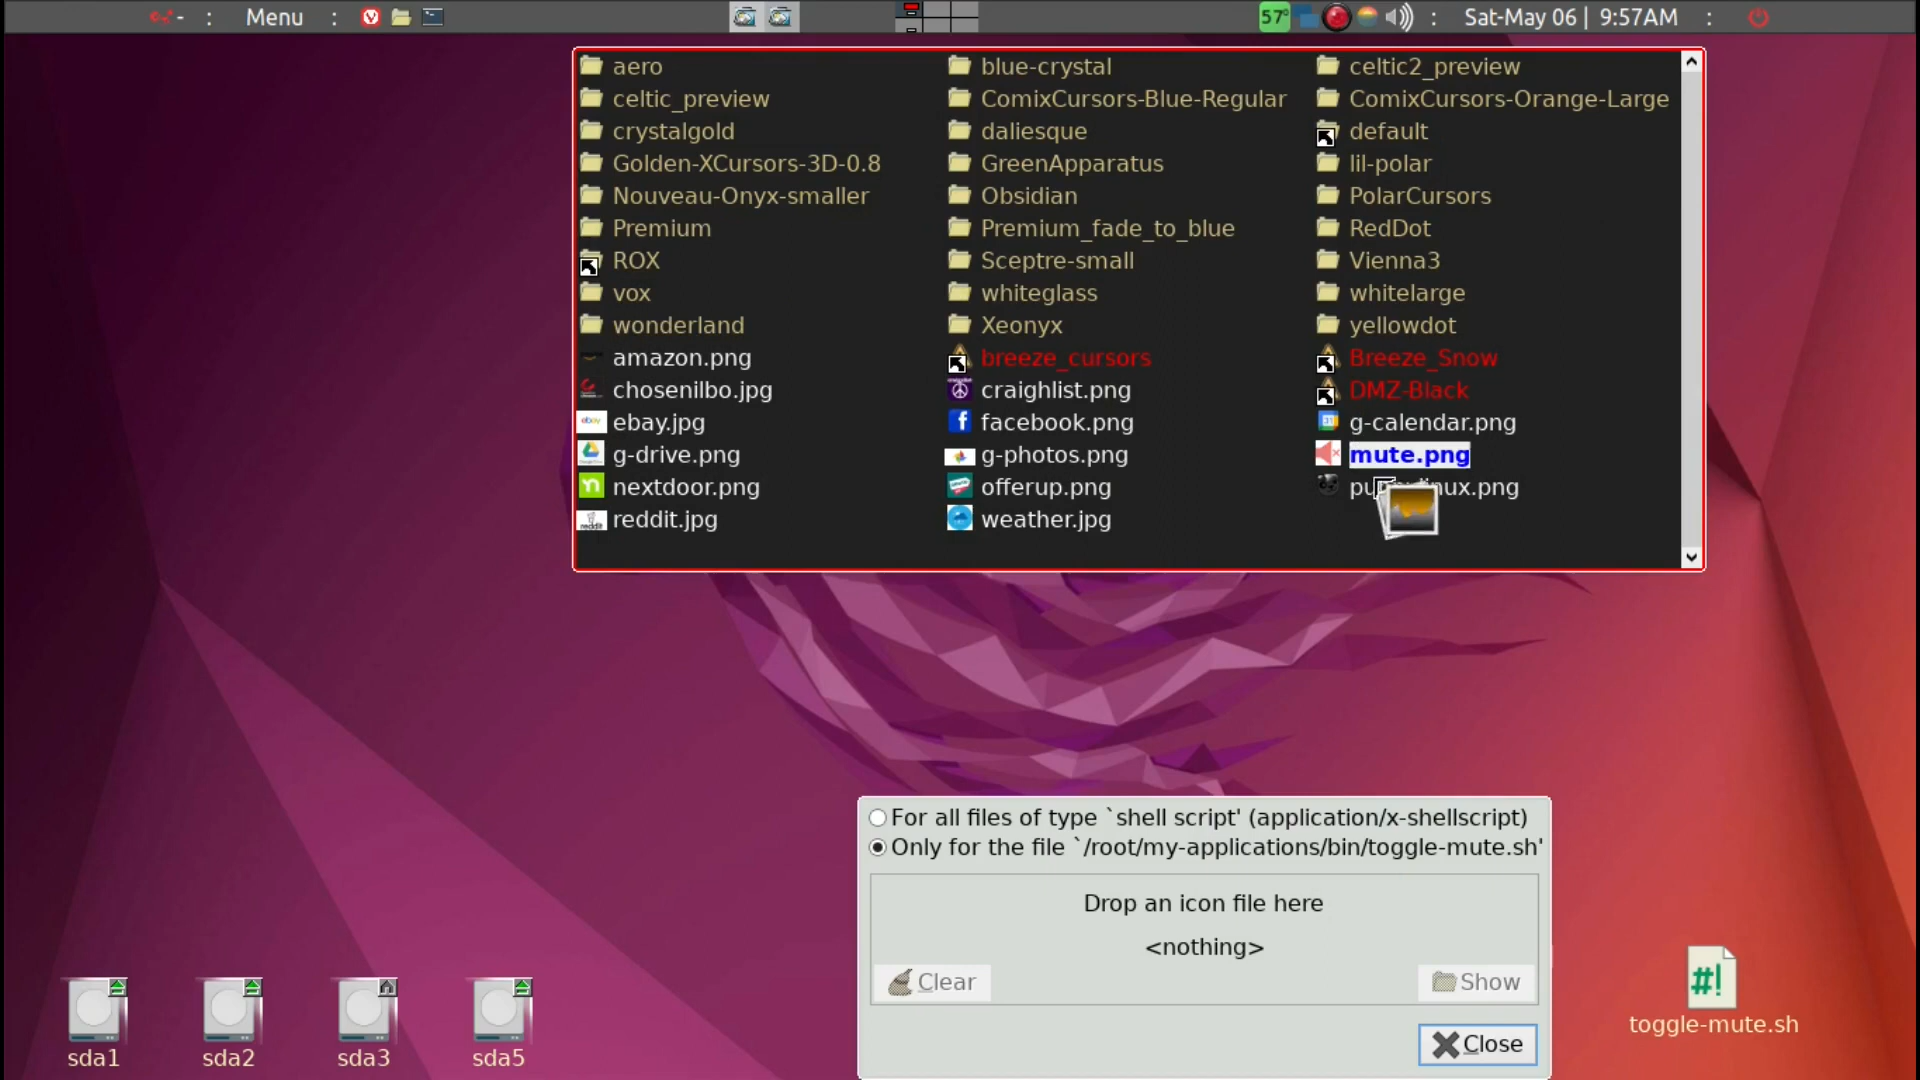 Menu
57°
Sat-May 06 | 9:57AM
aero
blue-crystal
celtic2_preview
celtic_preview
ComixCursors-Blue-Regular
ComixCursors-Orange-Large
crystalgold
daliesque
default
Golden-XCursors-3D-0.8
GreenApparatus
lil-polar
Nouveau-Onyx-smaller
Obsidian
PolarCursors
Premium
Premium_fade_to_blue
RedDot
ROX
Sceptre-small
Vienna3
vox
whiteglass
whitelarge
wonderland
Xeonyx
yellowdot
amazon.png
breeze_cursors
Breeze_Snow
chosenilbo.jpg
craighlist.png
DMZ-Black
ebay.jpg
facebook.png
g-calendar.png
g-drive.png
g-photos.png
mute.png
nextdoor.png
offerup.png
reddit.jpg
weather.jpg
For all files of type `shell script' (application/x-shellscript)
Only for the file `/root/my-applications/bin/toggle-mute.sh'
Drop an icon file here
<nothing>
Clear
Show
Close
#!
toggle-mute.sh
sda1
sda2
sda3
sda5